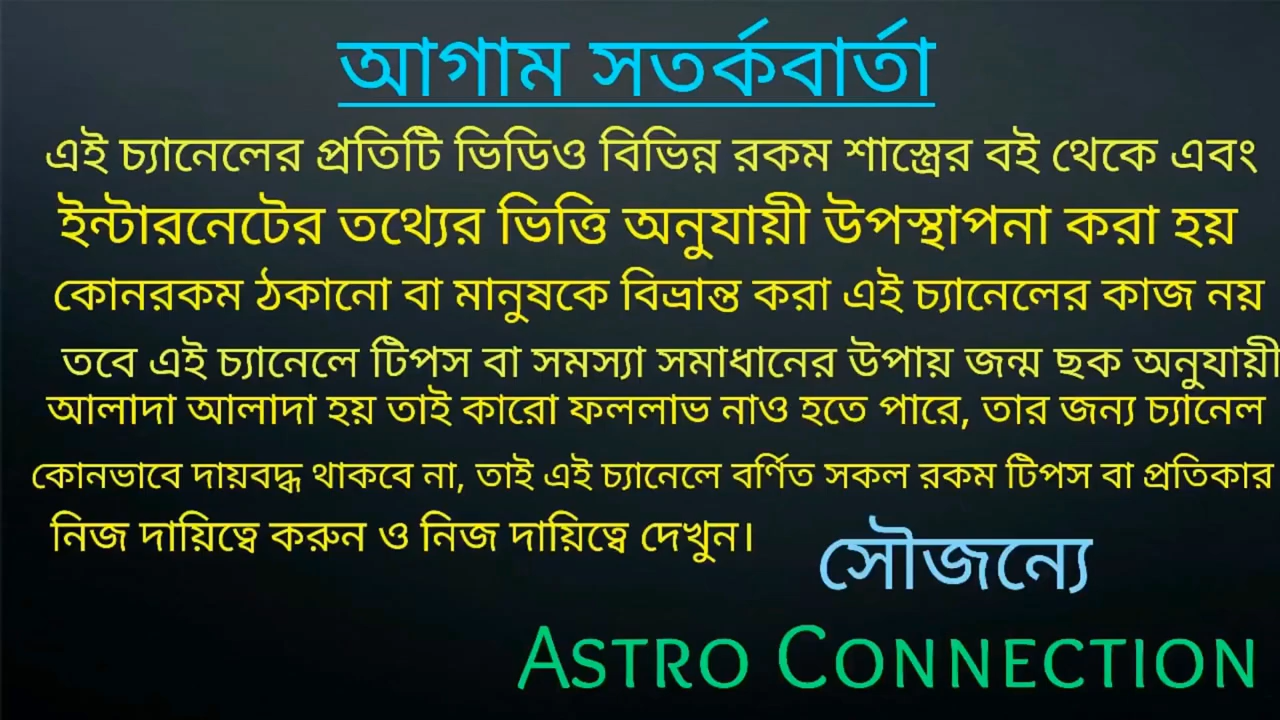 আগাম সতর্কবার্তা
এই চ্যানেলের প্রতিটি ভিডিও বিভিন্ন রকম শাস্ত্রের বই থেকে এবং
ইন্টারনেটের তথ্যের ভিত্তি অনুযায়ী উপস্থাপনা করা হয়
কোনরকম ঠকানো বা মানুষকে বিভ্রান্ত করা এই চ্যানেলের কাজ নয়
তবে এই চ্যানেলে টিপস বা সমস্যা সমাধানের উপায় জন্ম ছক অনুযায়ী
আলাদা আলাদা হয় তাই কারো ফললাভ নাও হতে পারে, তার জন্য চ্যানেল
কোনভাবে দায়বদ্ধ থাকবে না, তাই এই চ্যানেলে বর্ণিত সকল রকম টিপস বা প্রতিকার
নিজ দায়িত্বে করুন ও নিজ দায়িত্বে দেখুন।
সৌজন্যে
Astro Connection